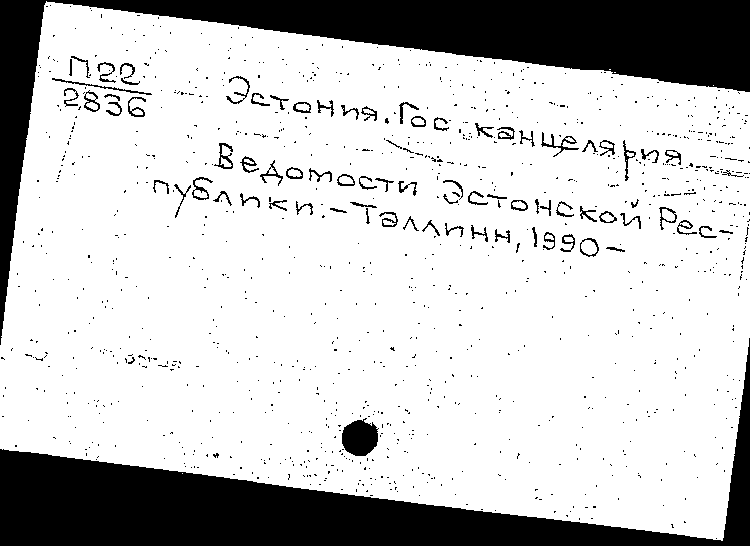 П22
2836
Эстония. Гос. канцелярия.
Ведомости Эстонской Рес-
публики. - Таллинн, 1990 -